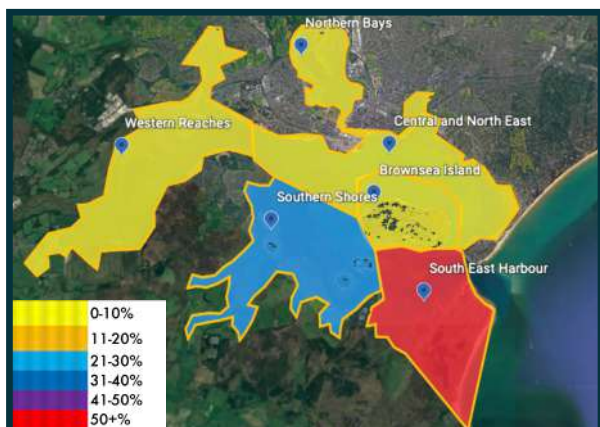 Northern Bays
Western Reaches
Central and North East
Brownsea Island
Southern Shores
South East Harbour
0-10%
11-20%
21-30%
31-40%
41-50%
50+%